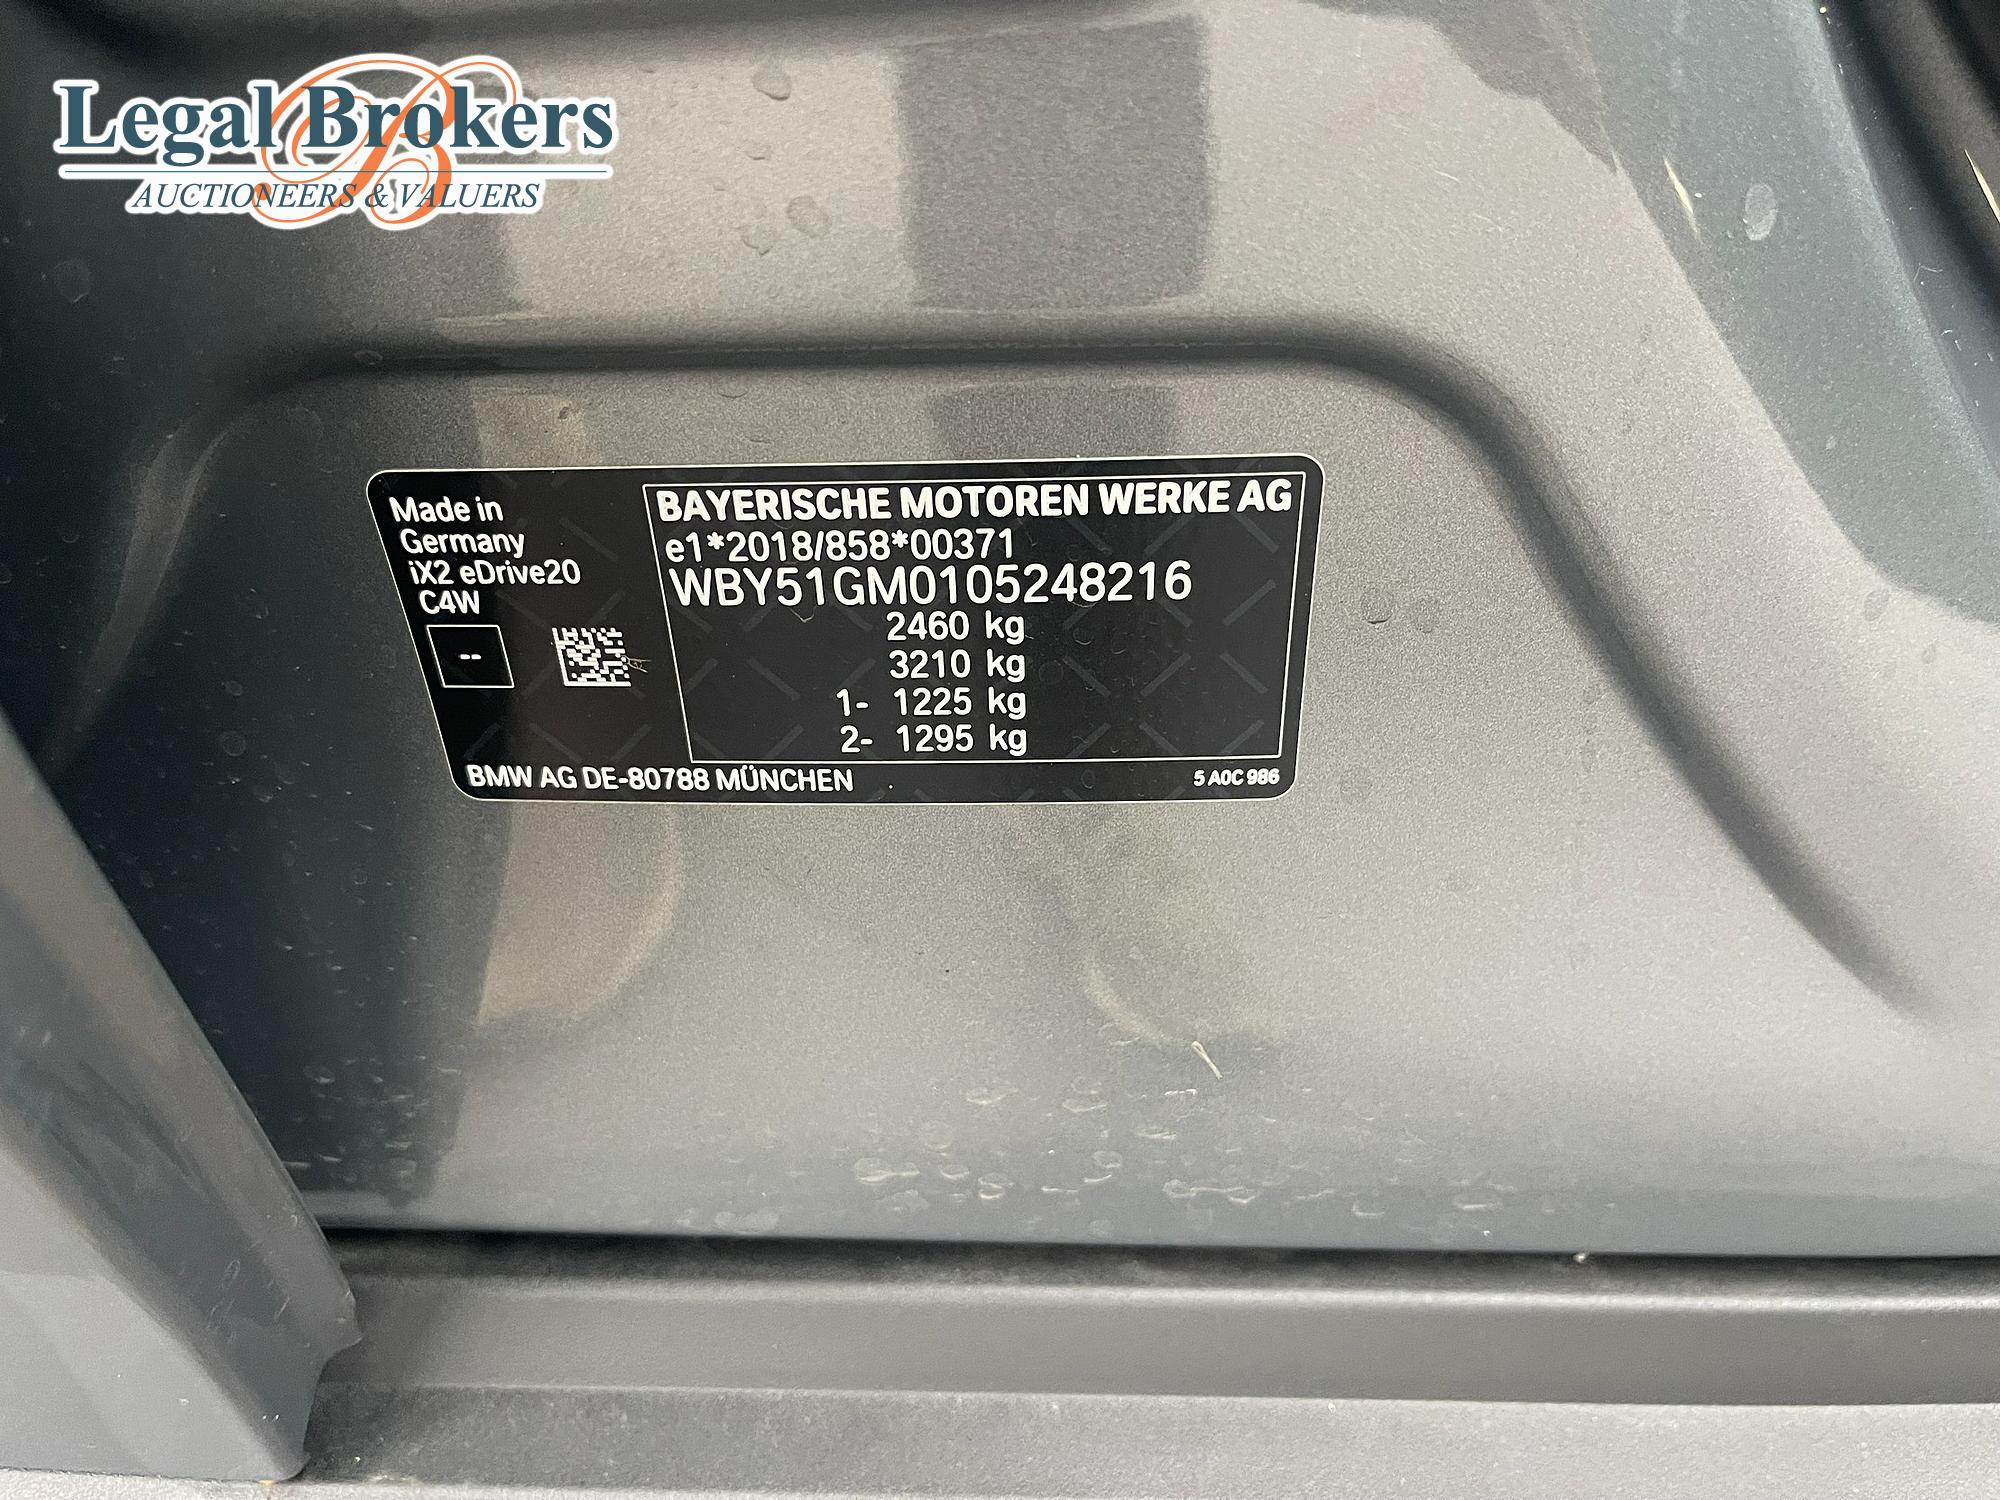 Legal Brokers
AUCTIONEERS & VALUERS
Made in
Germany
iX2 eDrive20
C4W
--
BAYERISCHE MOTOREN WERKE AG
e1*2018/858*00371
WBY51GM0105248216
2460 kg
3210 kg
1- 1225 kg
2- 1295 kg
BMW AG DE-80788 MÜNCHEN
5 A0C 986